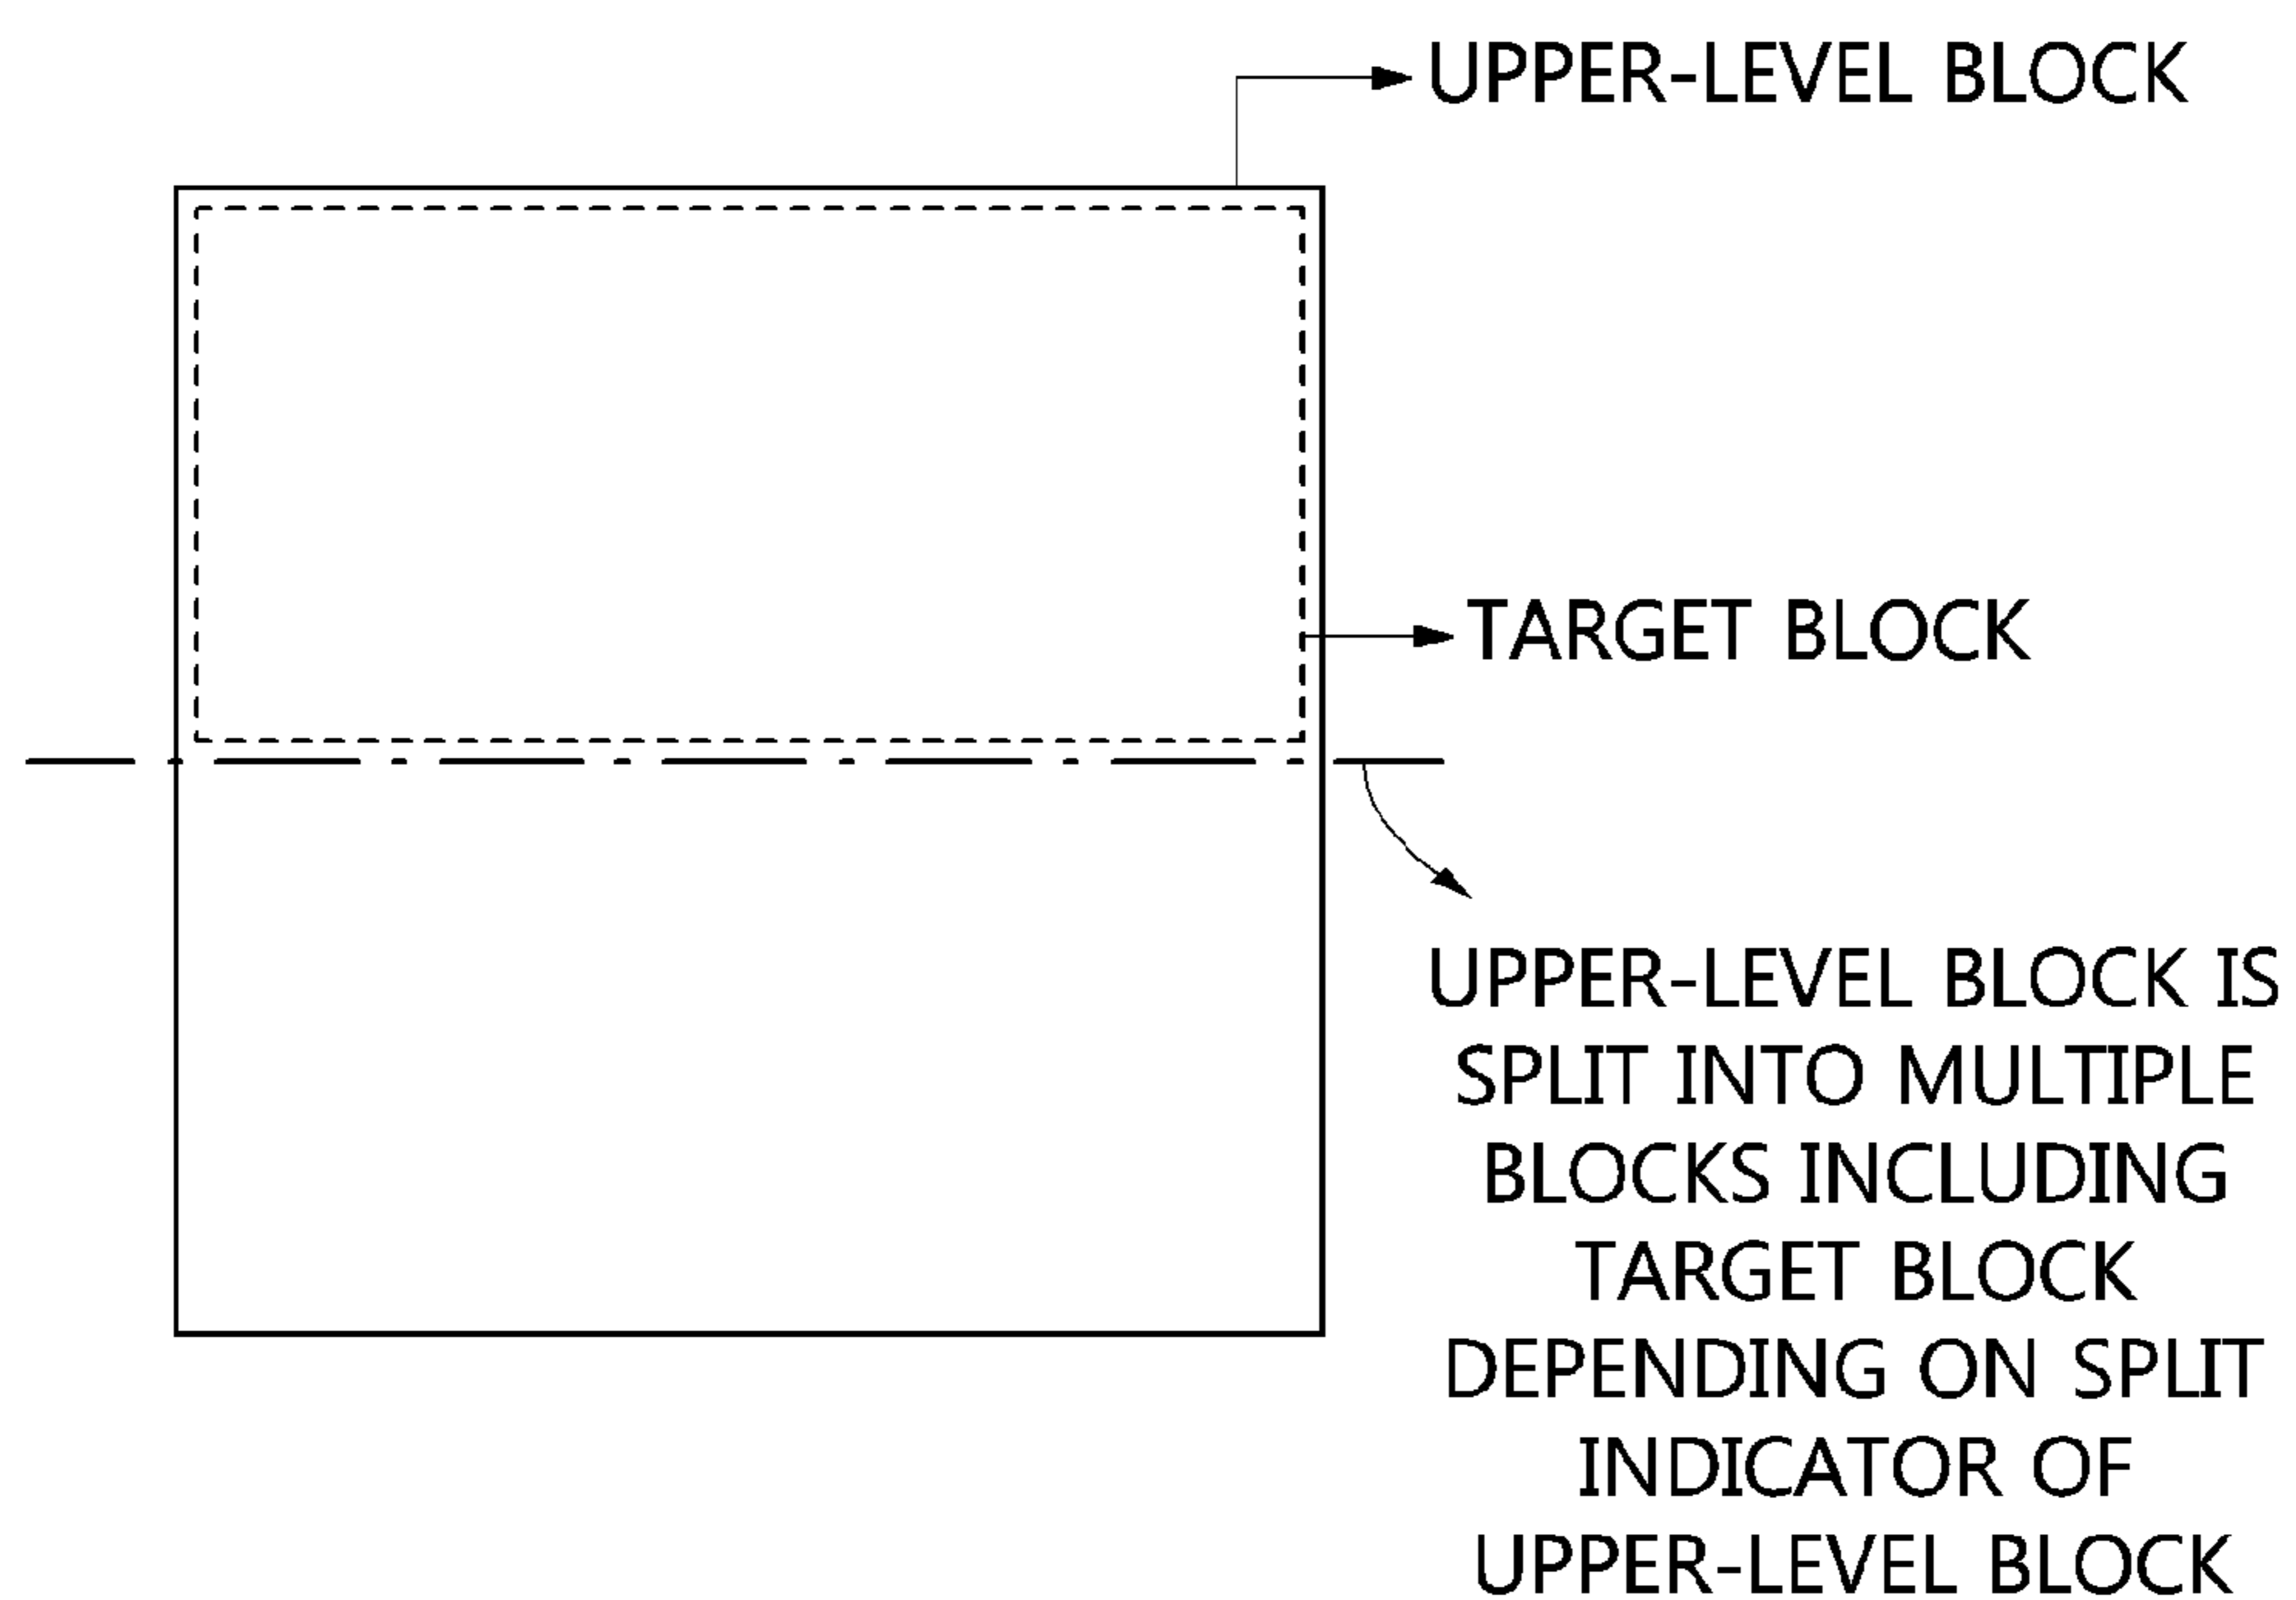 UPPER-LEVEL BLOCK
TARGET BLOCK
UPPER-LEVEL BLOCK IS
SPLIT INTO MULTIPLE
BLOCKS INCLUDING
TARGET BLOCK
DEPENDING ON SPLIT
INDICATOR OF
UPPER-LEVEL BLOCK